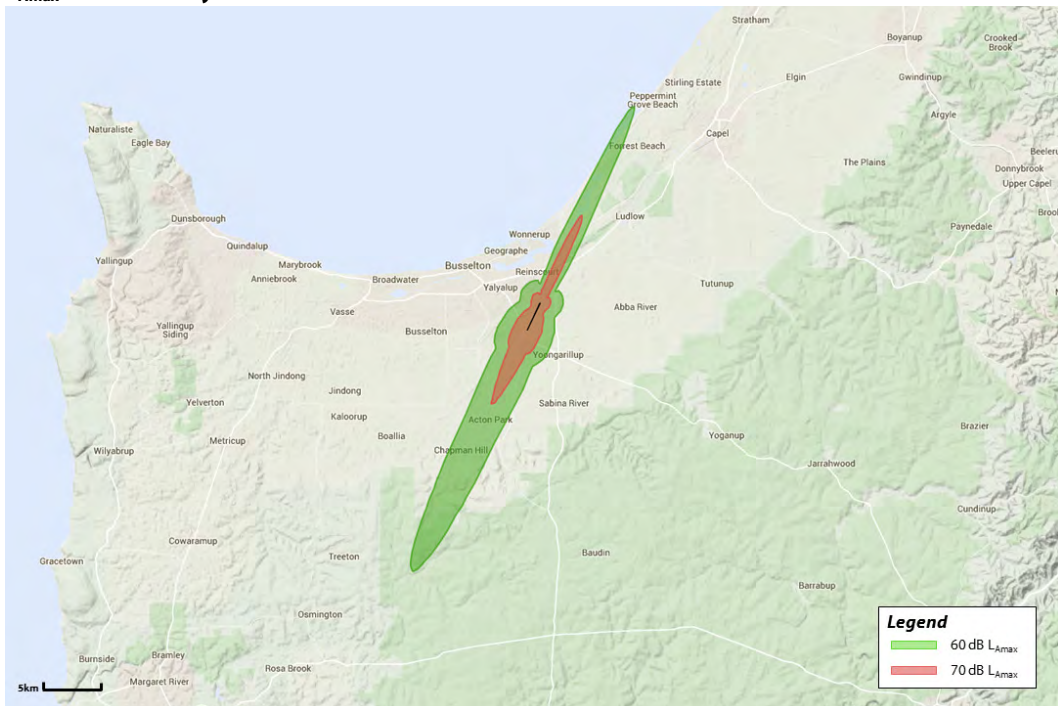 Stratham
Boyanup
Crooked
Brook
Elgin
Gwindinup
Stirling Estate
Peppermint
Grove Beach
Argyle
Naturaliste
Capel
Eagle Bay
Forrest Beach
The Plains
Donnybrook
Upper Capel
Dunsborough
Ludlow
Paynedale
Wonnerup
Quindalup
Geographe
Yallingup
Marybrook
Busselton
Reinscourt
Anniebrook
Broadwater
Yalyalup
Tutunup
Vasse
Abba River
Yallingup
Siding
Busselton
Yoongarillup
North Jindong
Jindong
Yelverton
Sabina River
Kaloorup
Acton Park
Boallia
Metricup
Yoganup
Brazier
Wilyabrup
Chapman Hill
Jarrahwood
Cundinup
Cowaramup
Treeton
Baudin
Gracetown
Barrabup
Osmington
Legend
60 dB LAmax
70 dB LAmax
Burnside
Bramley
Rosa Brook
Margaret River
5km